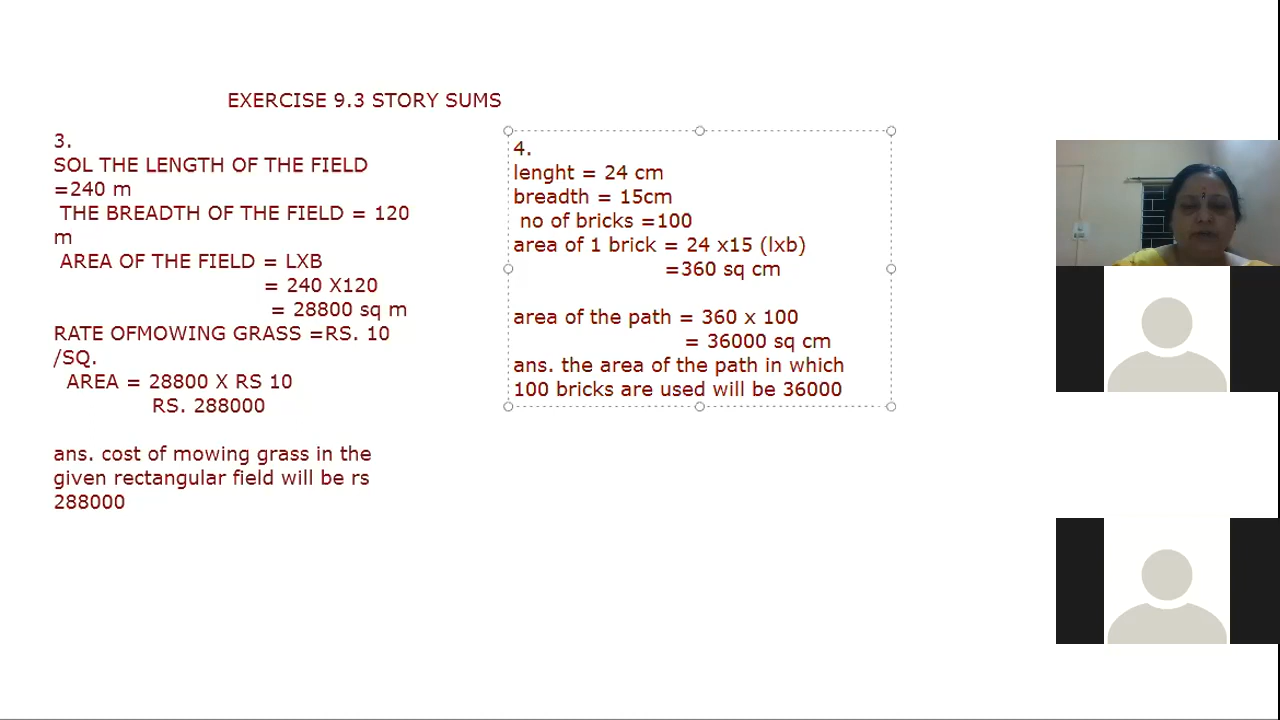 EXERCISE 9.3 STORY SUMS
3.
SOL THE LENGTH OF THE FIELD
=240 m
THE BREADTH OF THE FIELD = 120
m
AREA OF THE FIELD = LXB
= 240 X120
= 28800 sq m
RATE OFMOWING GRASS =RS. 10
/SQ.
AREA = 28800 X RS 10
RS. 288000
ans. cost of mowing grass in the
given rectangular field will be rs
288000
4.
lenght = 24 cm
breadth = 15cm
no of bricks =100
area of 1 brick = 24 x15 (lxb)
=360 sq cm
area of the path = 360 x 100
= 36000 sq cm
ans. the area of the path in which
100 bricks are used will be 36000